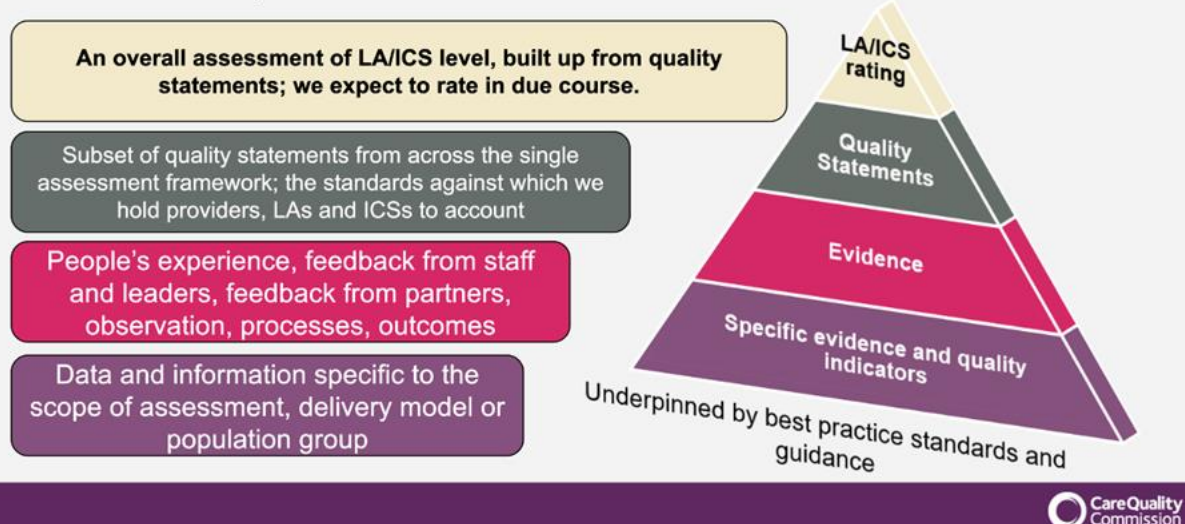 An overall assessment of LA/ICS level, built up from quality
statements; we expect to rate in due course.
Subset of quality statements from across the single
assessment framework; the standards against which we
hold providers, LAs and ICSs to account
People's experience, feedback from staff
and leaders, feedback from partners,
observation, processes, outcomes
Data and information specific to the
scope of assessment, delivery model or
population group
LA/ICS
rating
Quality
Statements
Evidence
Specific evidence and quality
indicators
Underpinned by best practice standards and
guidance
CareQuality
Commission